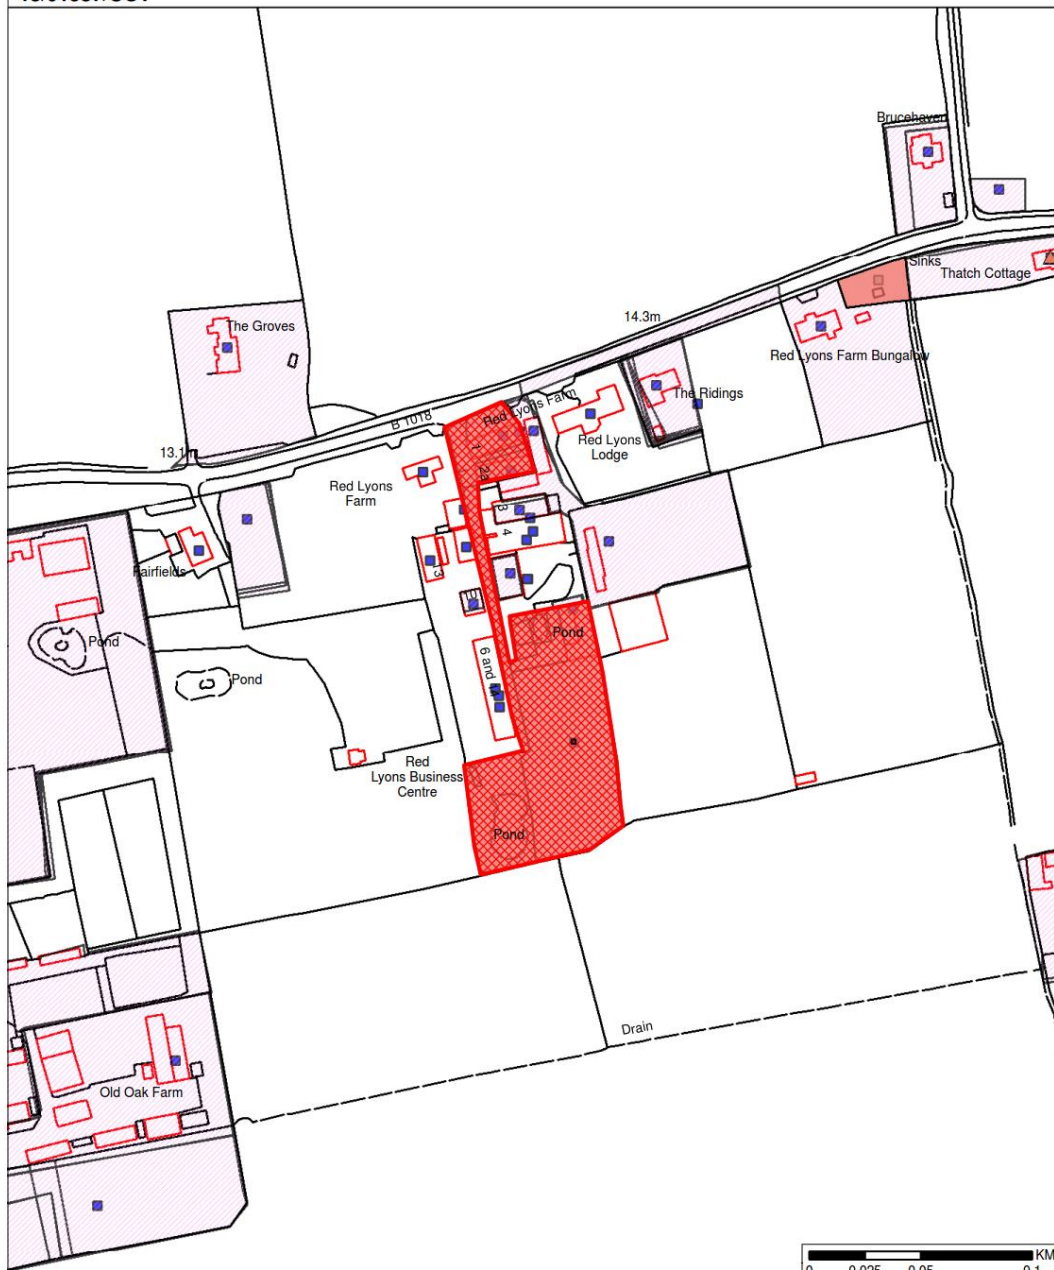 Brucehaven
Sinks
Thatch Cottage
14.3m
The Groves
Red Lyons Farm Bungalow
The Ridings
Red Lyons Farm
B 1018
1
Red Lyons
Lodge
13.1m
2a
Red Lyons
Farm
3
4
Fairfields
3
10
Pond
Pond
Pond
6 and
Red
Lyons Business
Centre
Pond
Drain
Old Oak Farm
KM
0
0.025
0.05
0.1